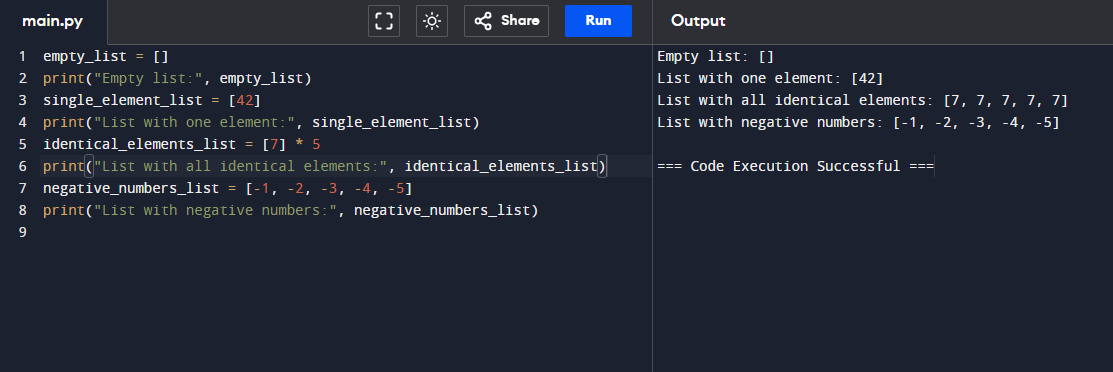 main.py
Share
Run
Output
1 empty_list = []
2 print("Empty list:", empty_list)
3 single_element_list = [42]
4 print("List with one element:", single_element_list)
5 identical_elements_list = [7] * 5
6 print("List with all identical elements:", identical_elements_list)
7 negative_numbers_list = [-1, -2, -3, -4, -5]
8 print("List with negative numbers:", negative_numbers_list)
9
Empty list: []
List with one element: [42]
List with all identical elements: [7, 7, 7, 7, 7]
List with negative numbers: [-1, -2, -3, -4, -5]
=== Code Execution Successful ===